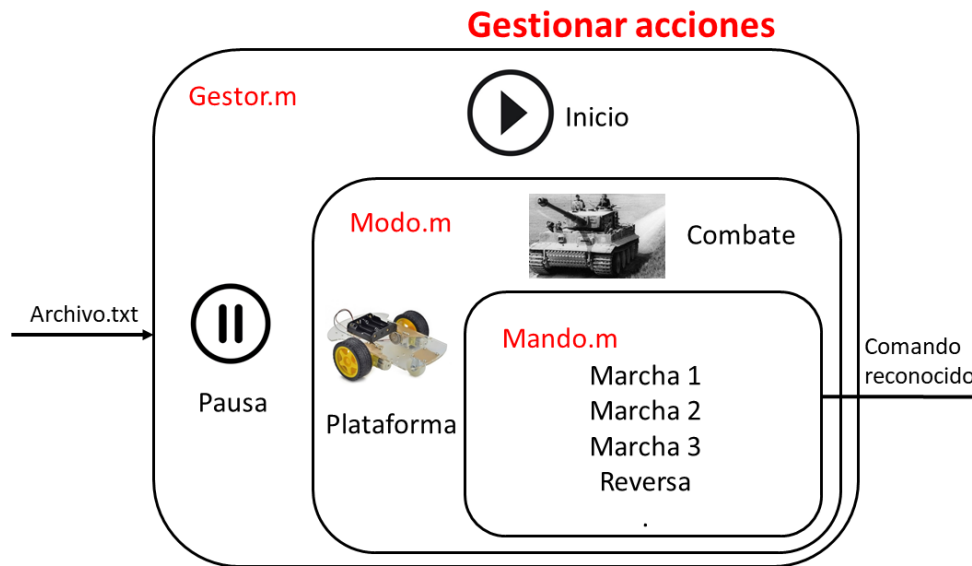 Gestionar acciones
Gestor.m
Inicio
Modo.m
Combate
Archivo.txt
Pausa
Plataforma
Mando.m
Marcha 1
Marcha 2
Marcha 3
Reversa
.
Comando
reconocido